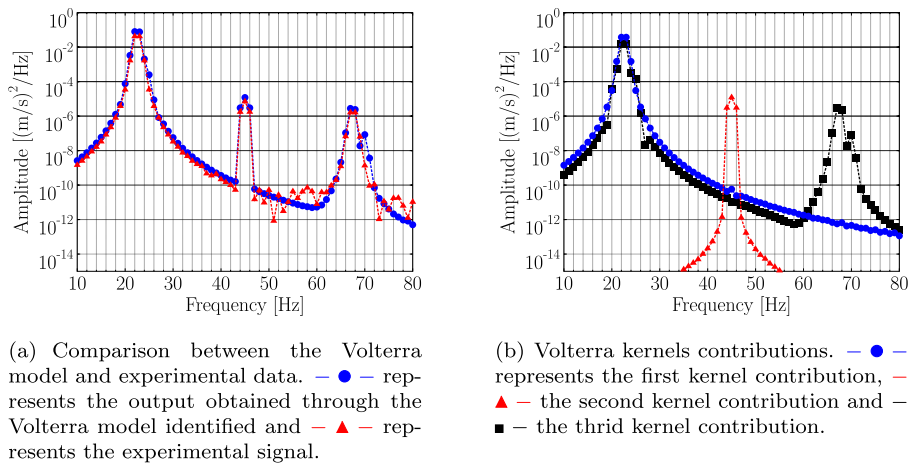 10^0
10^-2
10^-4
10^-6
10^-8
10^-10
10^-12
10^-14
Amplitude [(m/s)^2/Hz]
10 20 30 40 50 60 70 80
Frequency [Hz]
(a) Comparison between the Volterra
model and experimental data. – ● – rep-
resents the output obtained through the
Volterra model identified and – ▲ – rep-
resents the experimental signal.
10^0
10^-2
10^-4
10^-6
10^-8
10^-10
10^-12
10^-14
Amplitude [(m/s)^2/Hz]
10 20 30 40 50 60 70 80
Frequency [Hz]
(b) Volterra kernels contributions. – ● –
represents the first kernel contribution, –
▲ – the second kernel contribution and –
■ – the thrid kernel contribution.